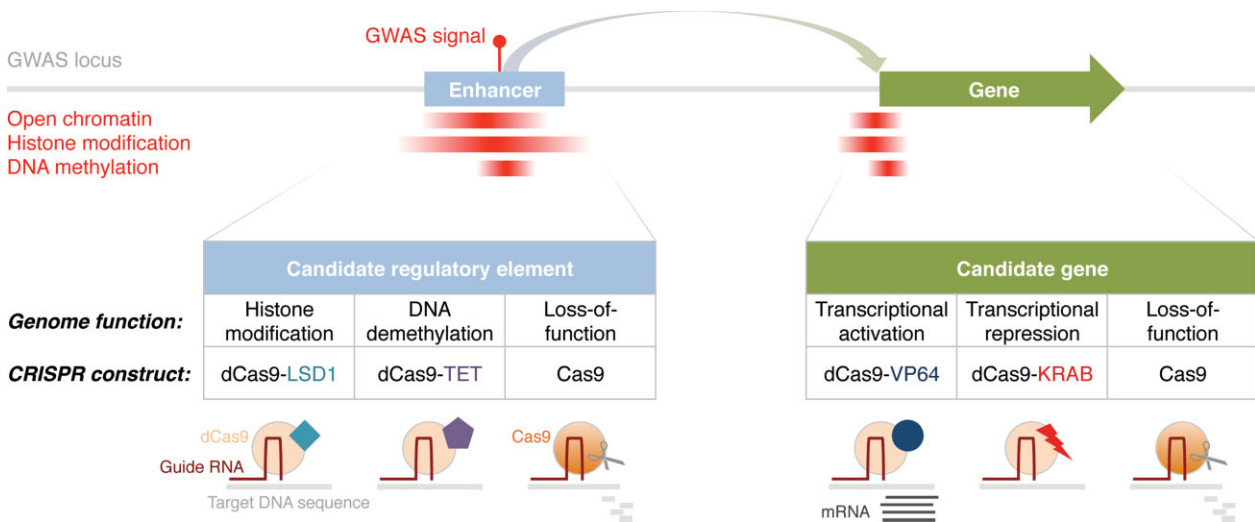 GWAS signal
GWAS locus
Enhancer
Gene
Open chromatin
Histone modification
DNA methylation
Candidate regulatory element
Candidate gene
Genome function:
Histone
modification
DNA
demethylation
Loss-of-
function
Transcriptional
activation
Transcriptional
repression
Loss-of-
function
CRISPR construct:
dCas9-LSD1
dCas9-TET
Cas9
dCas9-VP64
dCas9-KRAB
Cas9
dCas9
Cas9
Guide RNA
Target DNA sequence
mRNA